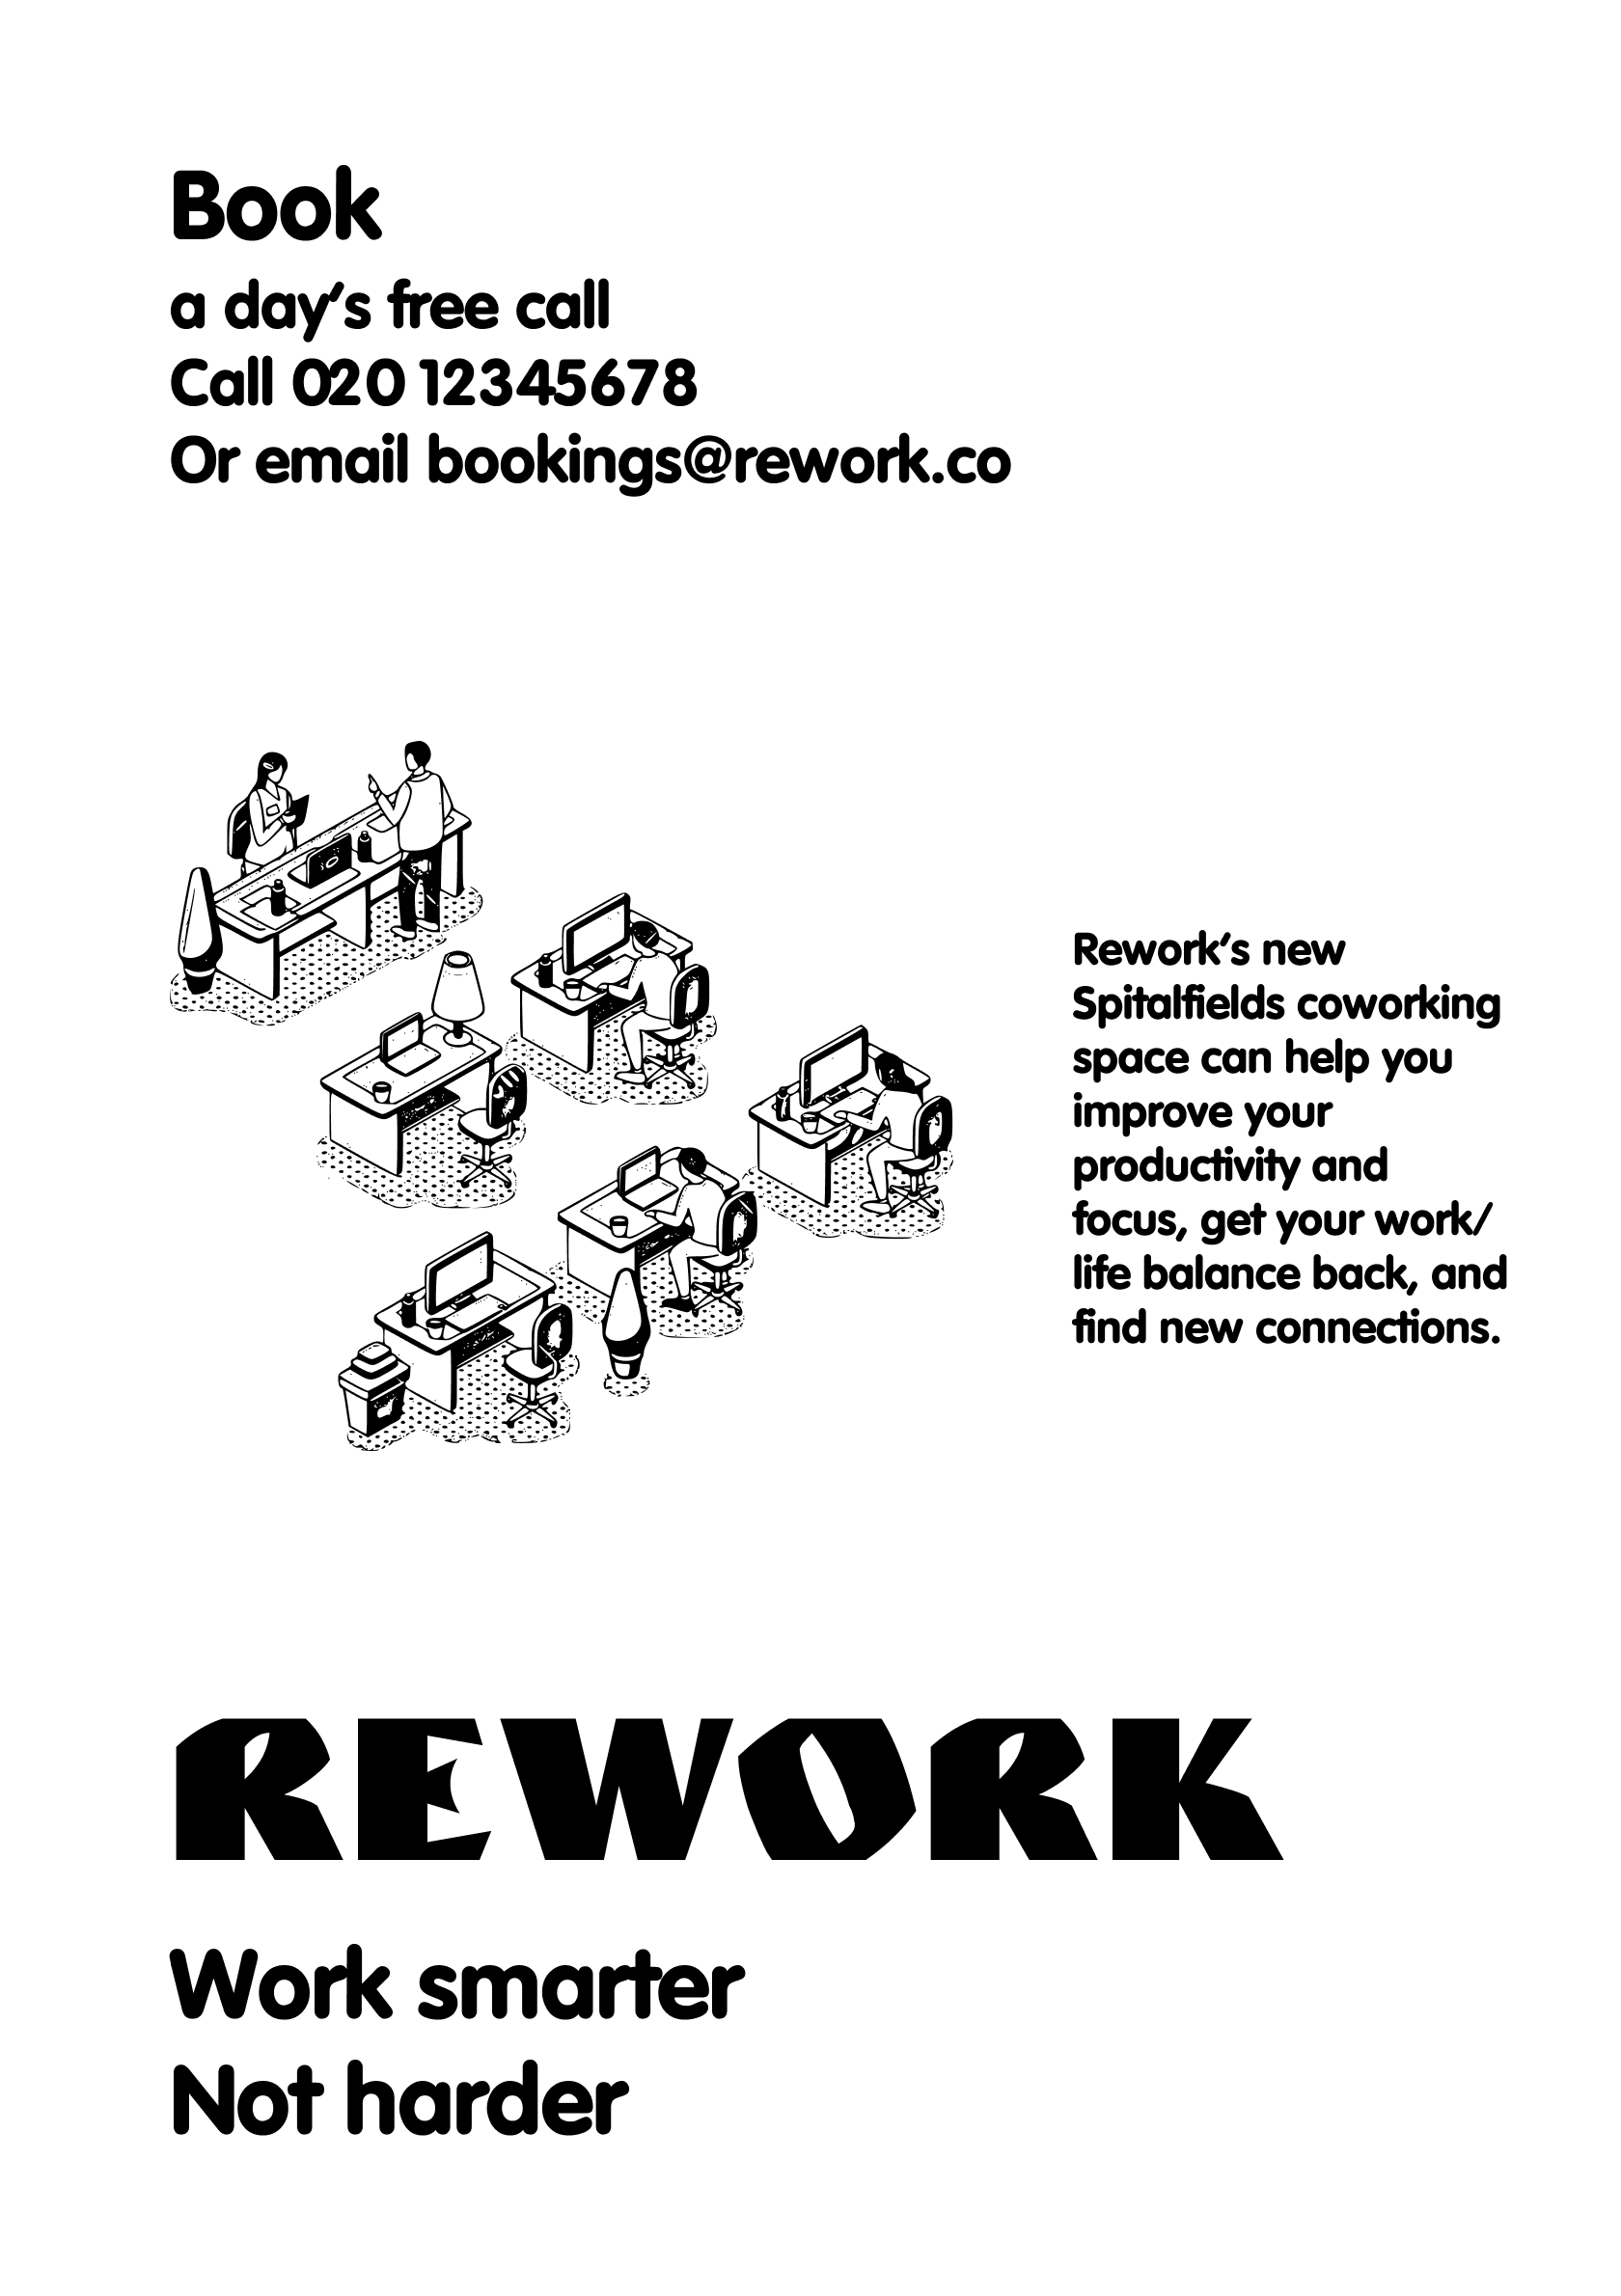 Book
a day's free call
Call 020 12345678
Or email bookings@rework.co
Rework's new
Spitalfields coworking
space can help you
improve your
productivity and
focus, get your work/
life balance back, and
find new connections.
REWORK
Work smarter
Not harder